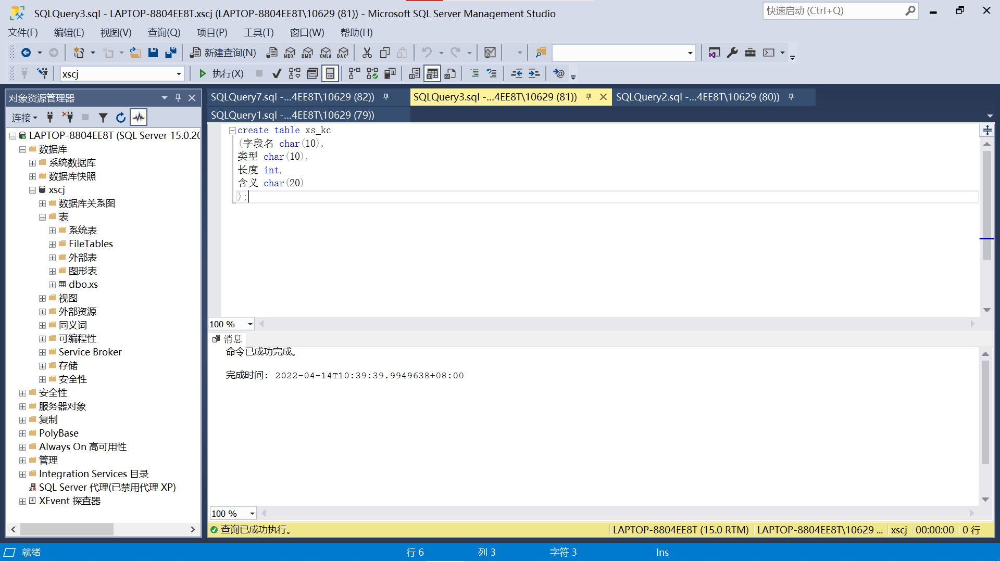 SQLQuery3.sql - LAPTOP-8804EE8T.xscj (LAPTOP-8804EE8T\10629 (81)) - Microsoft SQL Server Management Studio
快速启动 (Ctrl+Q)
文件(F) 编辑(E) 视图(V) 查询(Q) 项目(P) 工具(T) 窗口(W) 帮助(H)
新建查询(N) MDX DMX XMLA DAX
xscj 执行(X)
对象资源管理器
连接
LAPTOP-8804EE8T (SQL Server 15.0.20
数据库
系统数据库
数据库快照
xscj
数据库关系图
表
系统表
FileTables
外部表
图形表
dbo.xs
视图
外部资源
同义词
可编程性
Service Broker
存储
安全性
安全性
服务器对象
复制
PolyBase
Always On 高可用性
管理
Integration Services 目录
SQL Server 代理(已禁用代理 XP)
XEvent 探查器
SQLQuery7.sql -...4EE8T\10629 (82)) SQLQuery3.sql -...4EE8T\10629 (81)) SQLQuery2.sql -...4EE8T\10629 (80))
SQLQuery1.sql -...4EE8T\10629 (79))
create table xs_kc
(字段名 char(10),
类型 char(10),
长度 int,
含义 char(20)
);
100 %
消息
命令已成功完成。
完成时间: 2022-04-14T10:39:39.9949638+08:00
100 %
查询已成功执行。 LAPTOP-8804EE8T (15.0 RTM) LAPTOP-8804EE8T\10629 ... xscj 00:00:00 0 行
就绪 行 6 列 3 字符 3 Ins